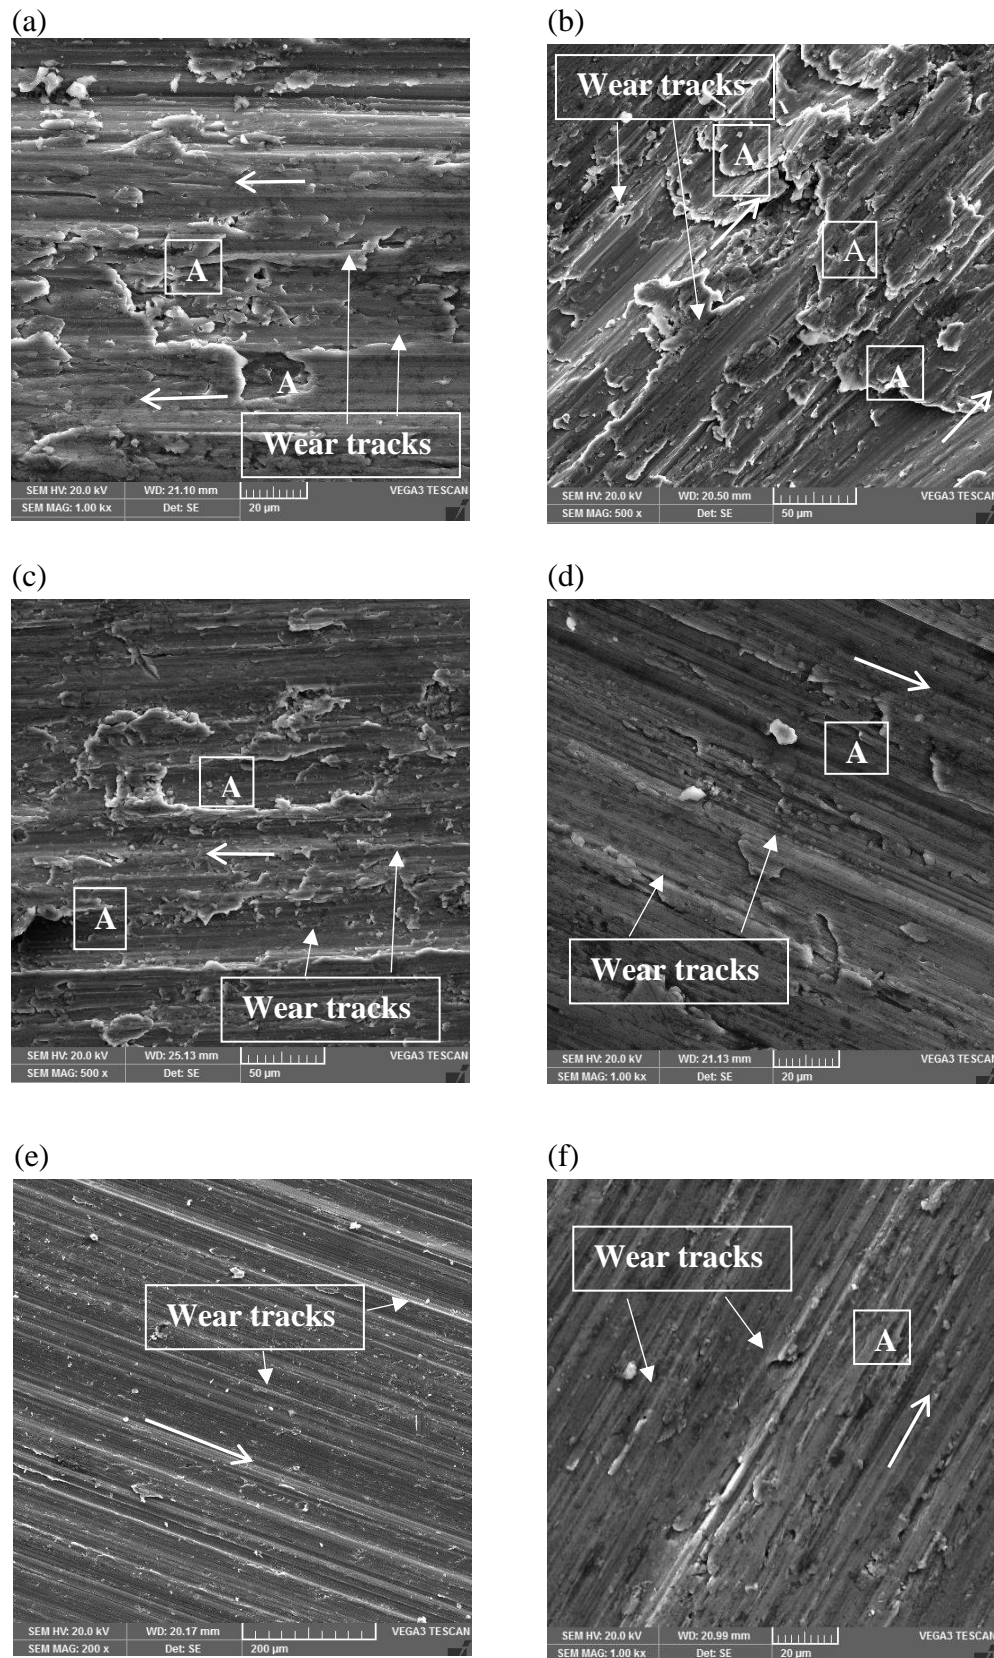 (a)
A
A
Wear tracks
SEM HV: 20.0 kV WD: 21.10 mm VEGA3 TESCAN
SEM MAG: 1.00 kx Det: SE 20 µm
(b)
Wear tracks
A
A
A
SEM HV: 20.0 kV WD: 20.50 mm VEGA3 TESCAN
SEM MAG: 500 x Det: SE 50 µm
(c)
A
A
Wear tracks
SEM HV: 20.0 kV WD: 25.13 mm VEGA3 TESCAN
SEM MAG: 500 x Det: SE 50 µm
(d)
A
Wear tracks
SEM HV: 20.0 kV WD: 21.13 mm VEGA3 TESCAN
SEM MAG: 1.00 kx Det: SE 20 µm
(e)
Wear tracks
SEM HV: 20.0 kV WD: 20.17 mm VEGA3 TESCAN
SEM MAG: 200 x Det: SE 200 µm
(f)
Wear tracks
A
SEM HV: 20.0 kV WD: 20.99 mm VEGA3 TESCAN
SEM MAG: 1.00 kx Det: SE 20 µm